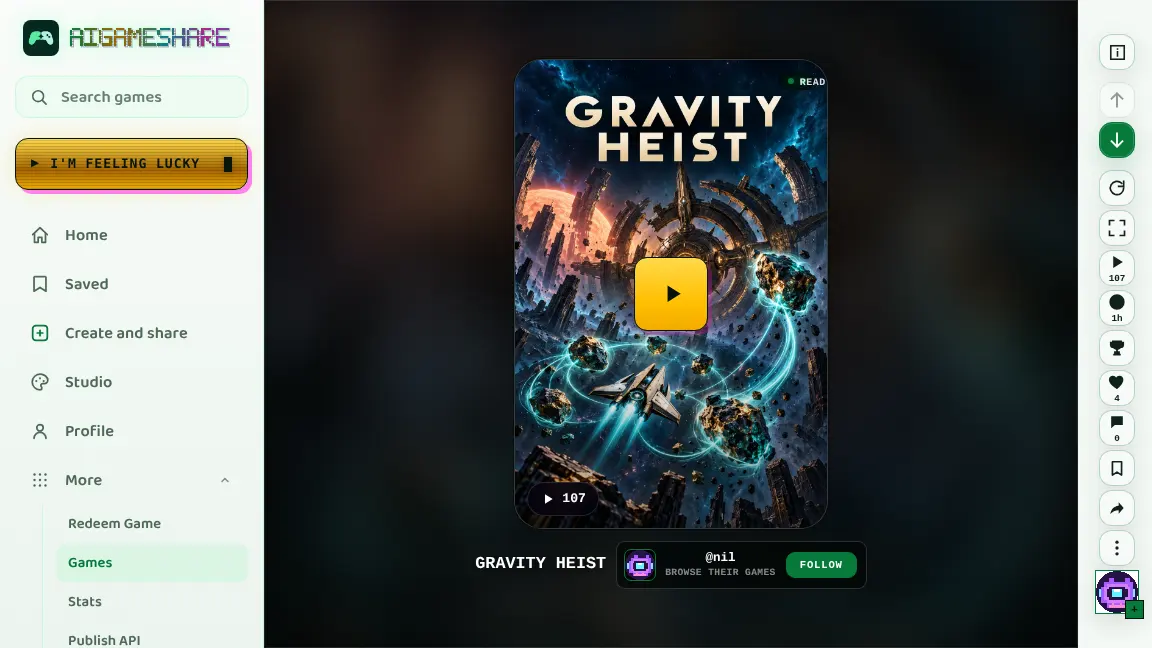 AIGAMESHARE
Search games
I'M FEELING LUCKY
Home
Saved
Create and share
Studio
Profile
More
Redeem Game
Games
Stats
Publish API
READ
GRAVITY
HEIST
107
GRAVITY HEIST
@nil
BROWSE THEIR GAMES
FOLLOW
107
1h
4
0